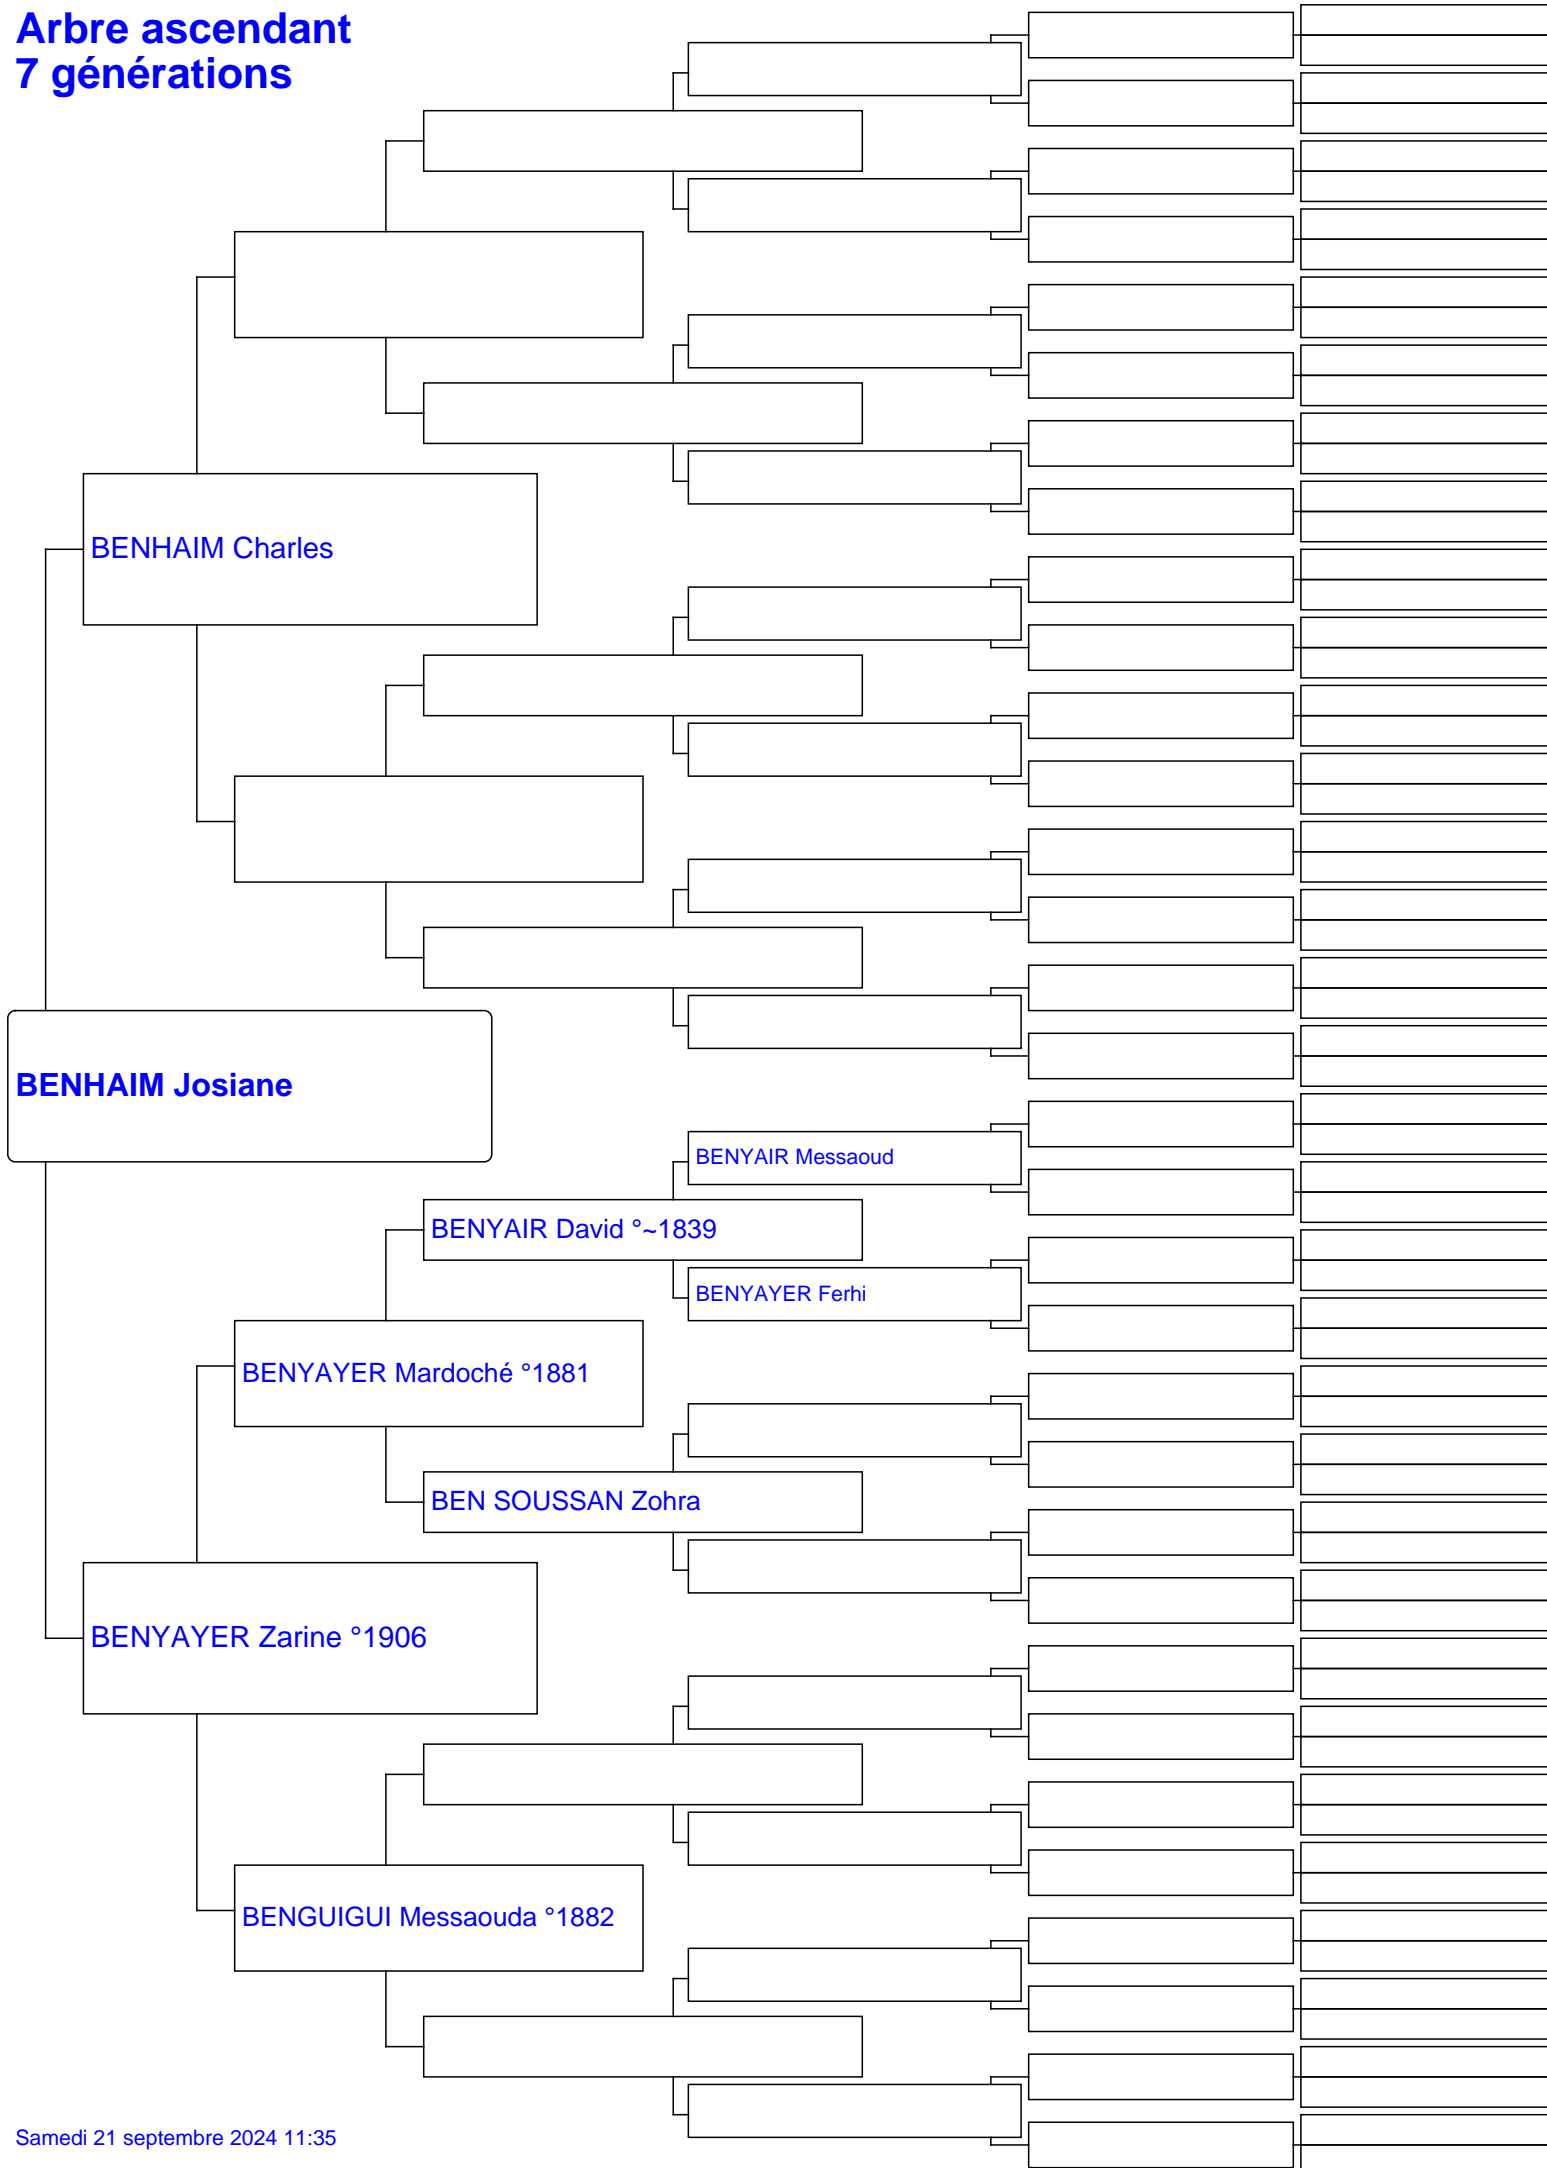 Arbre ascendant
7 générations
BENHAIM Charles
BENHAIM Josiane
BENYAIR Messaoud
BENYAIR David °~1839
BENYAYER Ferhi
BENYAYER Mardoché °1881
BEN SOUSSAN Zohra
BENYAYER Zarine °1906
BENGUIGUI Messaouda °1882
Samedi 21 septembre 2024 11:35